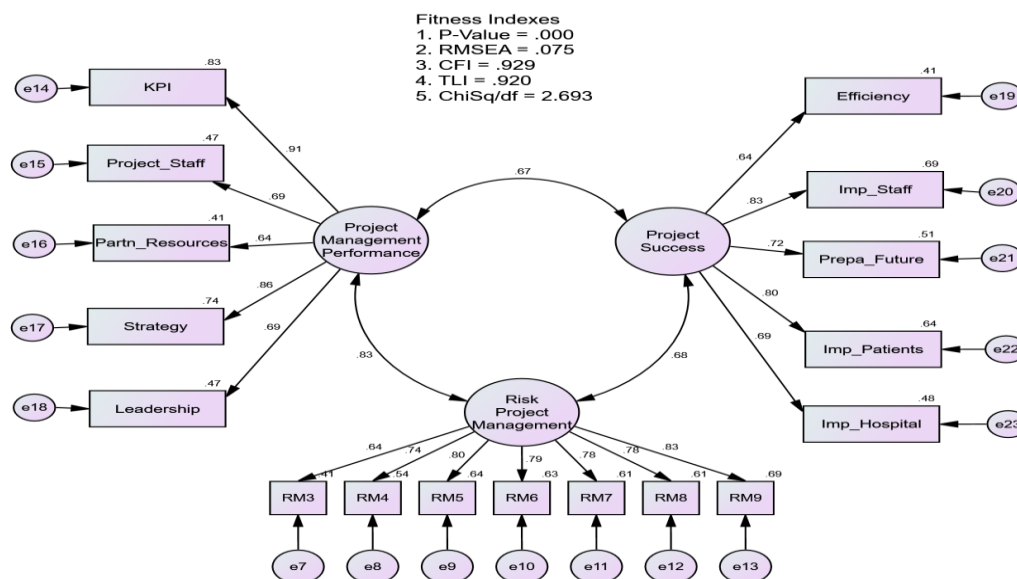 Fitness Indexes
1. P-Value = .000
2. RMSEA = .075
3. CFI = .929
4. TLI = .920
5. ChiSq/df = 2.693
.83
e14
KPI
.91
.47
e15
Project_Staff
.69
.41
e16
Partn_Resources
.64
.74
e17
Strategy
.86
.47
e18
Leadership
.69
Project
Management
Performance
.67
Project
Success
.83
.68
Risk
Project
Management
.41
Efficiency
e19
.64
.69
Imp_Staff
e20
.83
.51
Prepa_Future
e21
.72
.64
Imp_Patients
e22
.80
.48
Imp_Hospital
e23
.69
.64
.74
.80
.79
.78
.78
.83
.41
.54
.64
.63
.61
.61
.69
RM3
RM4
RM5
RM6
RM7
RM8
RM9
e7
e8
e9
e10
e11
e12
e13